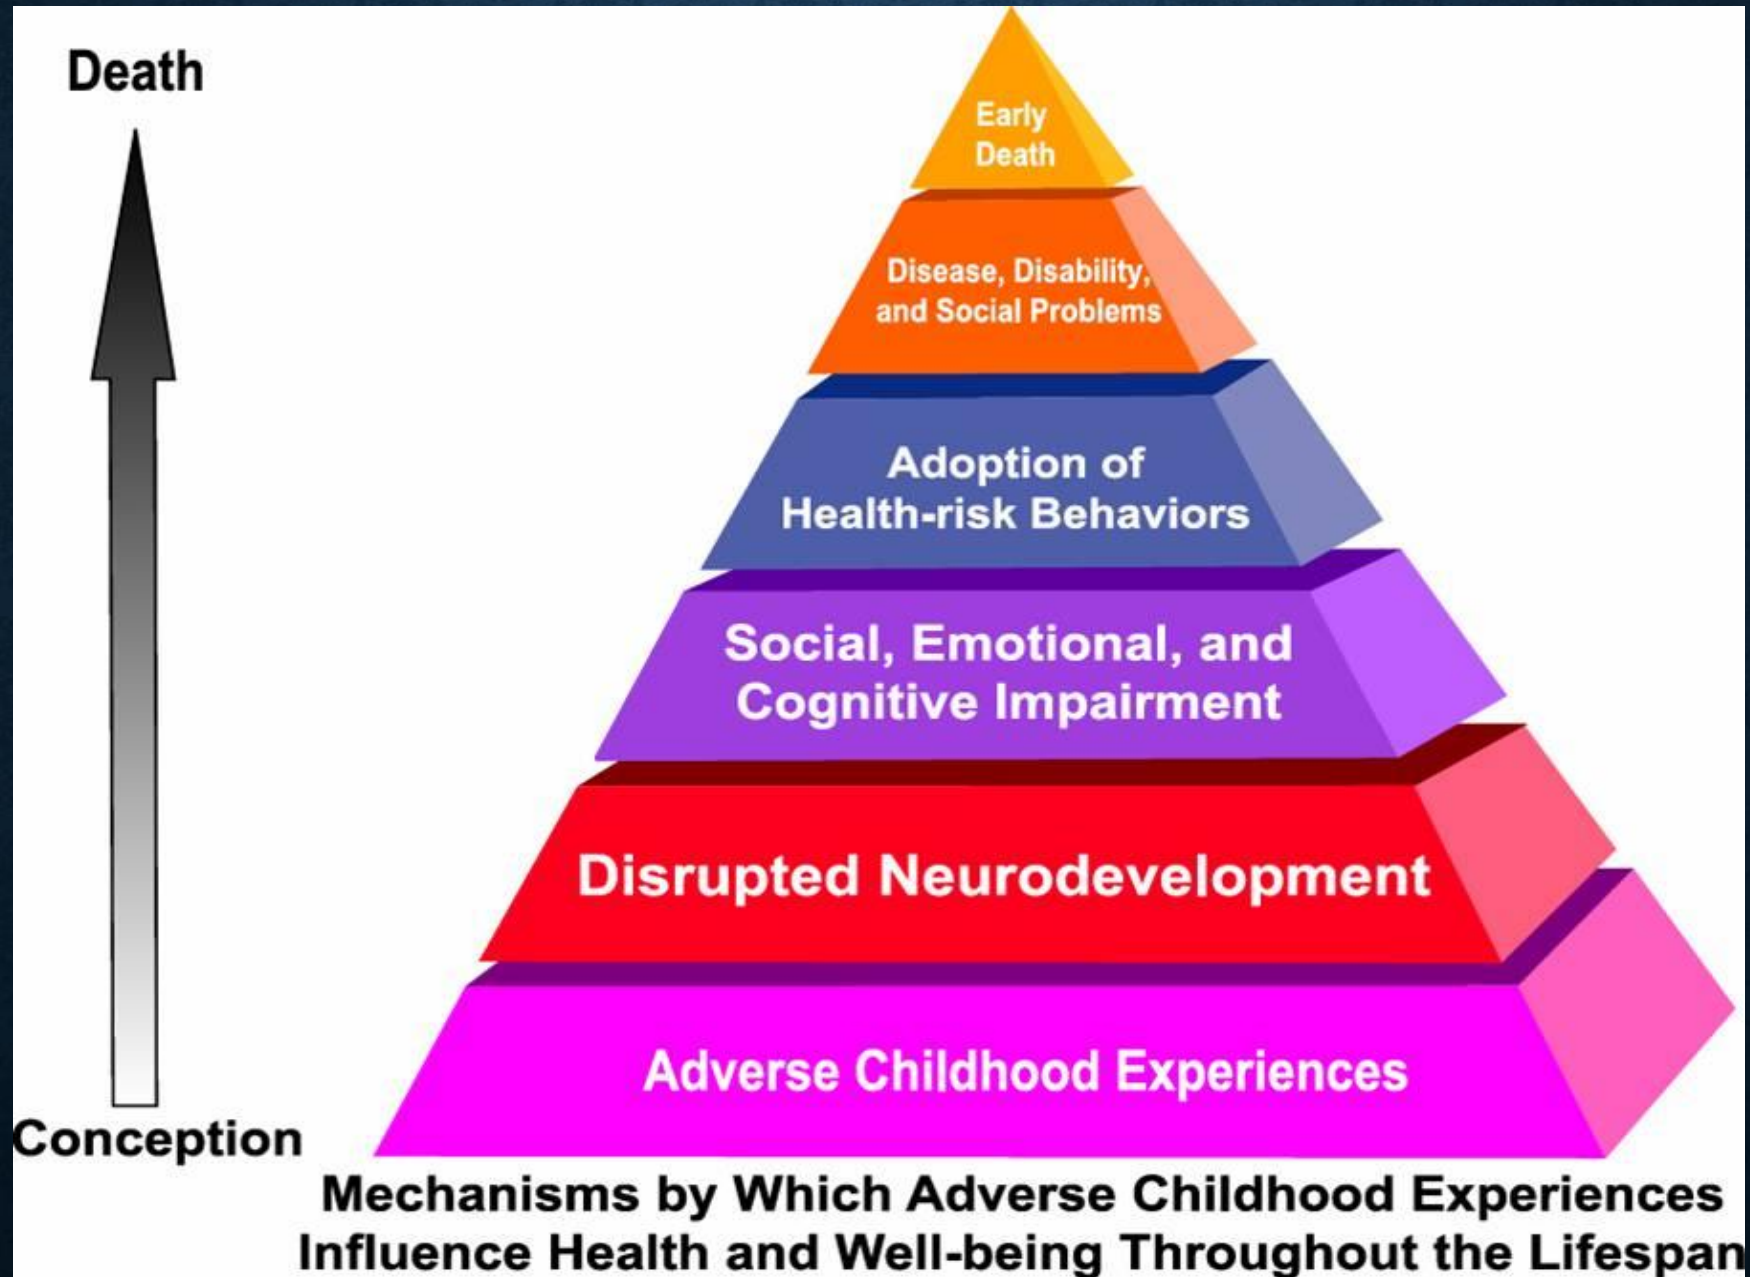 Death
Early
Death
Disease, Disability,
and Social Problems
Adoption of
Health-risk Behaviors
Social, Emotional, and
Cognitive Impairment
Disrupted Neurodevelopment
Adverse Childhood Experiences
Conception
Mechanisms by Which Adverse Childhood Experiences
Influence Health and Well-being Throughout the Lifespan